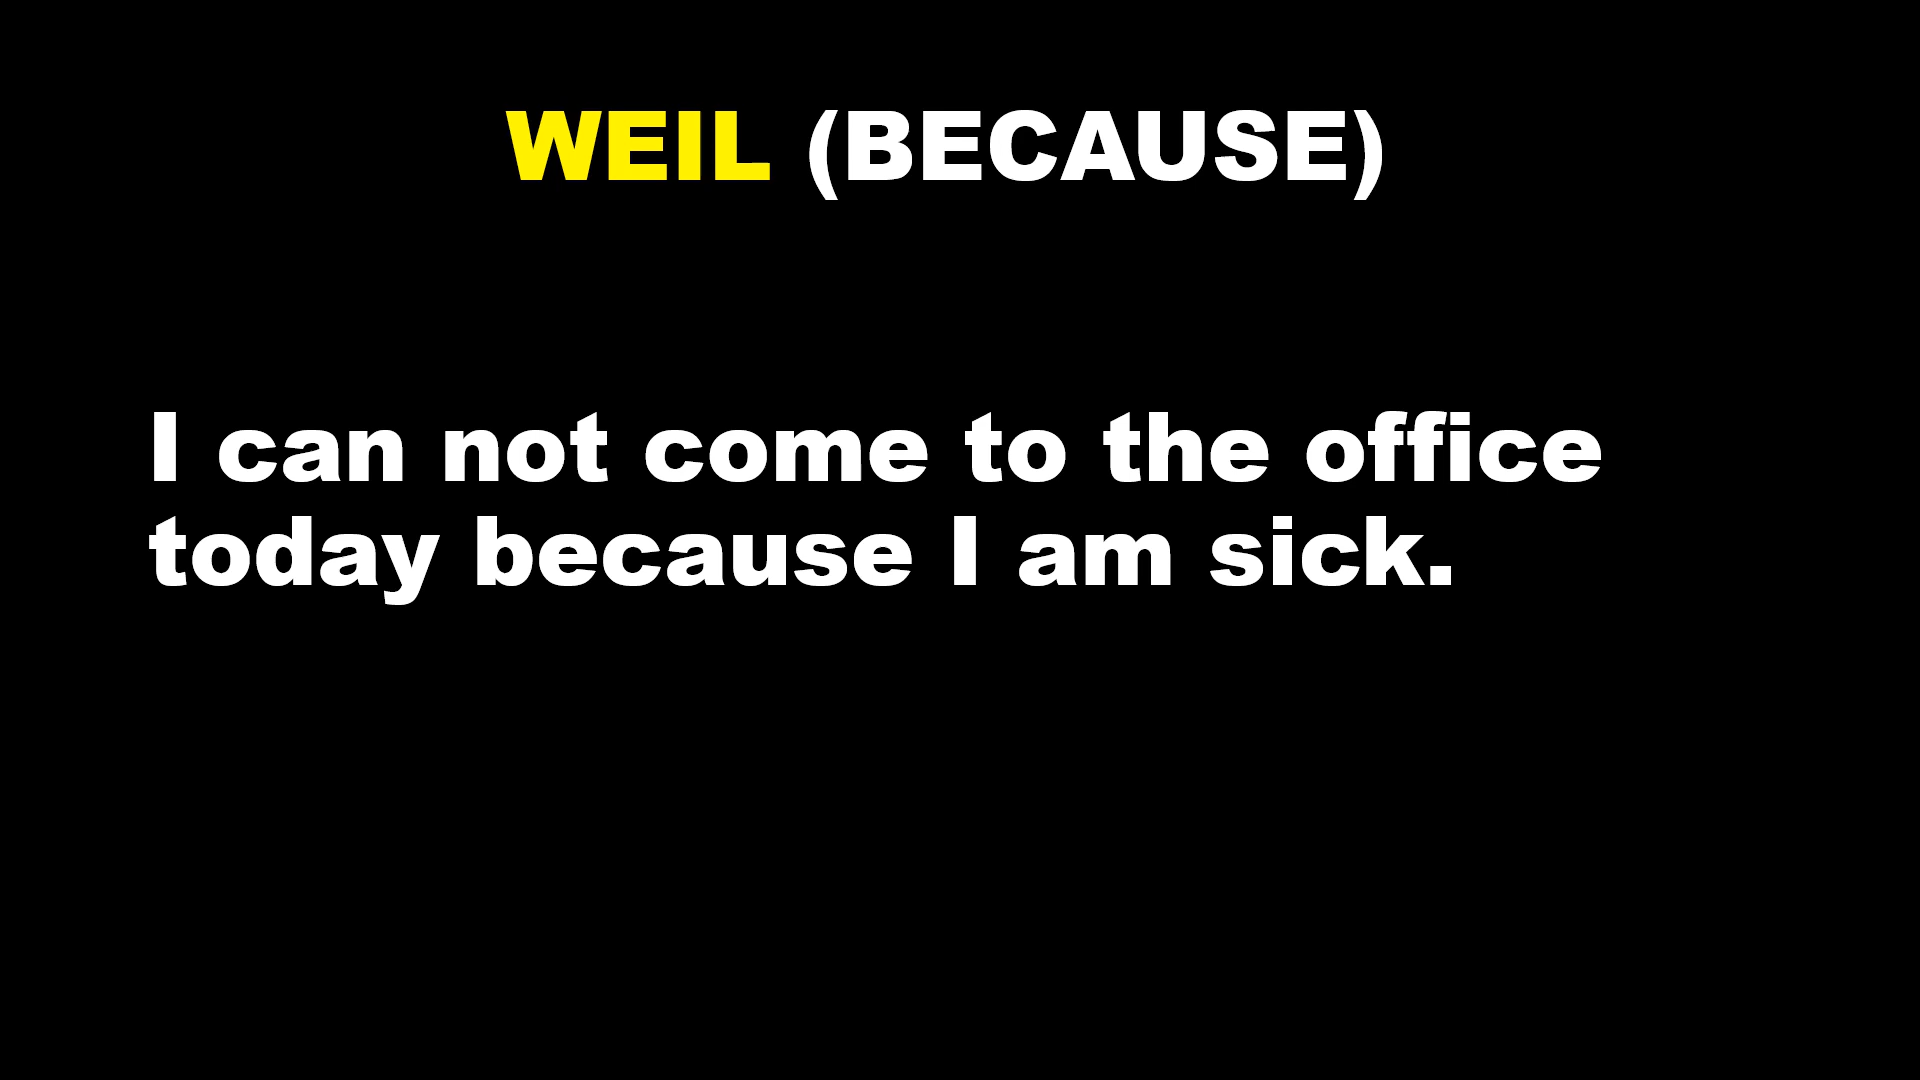 WEIL (BECAUSE)
I can not come to the office
today because I am sick.